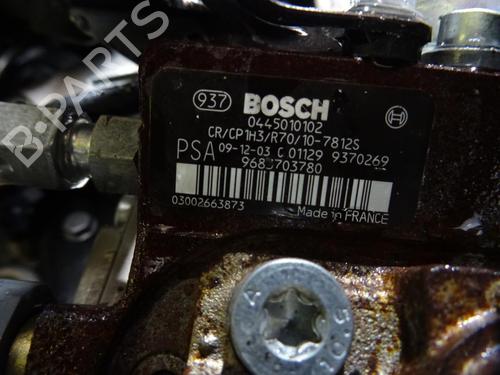 937 BOSCH
0445010102
CR/CP1H3/R70/10-7812S
PSA 09-12-03 C 01129 9370269
9683703780
03002663873 Made in FRANCE
B-PARTS